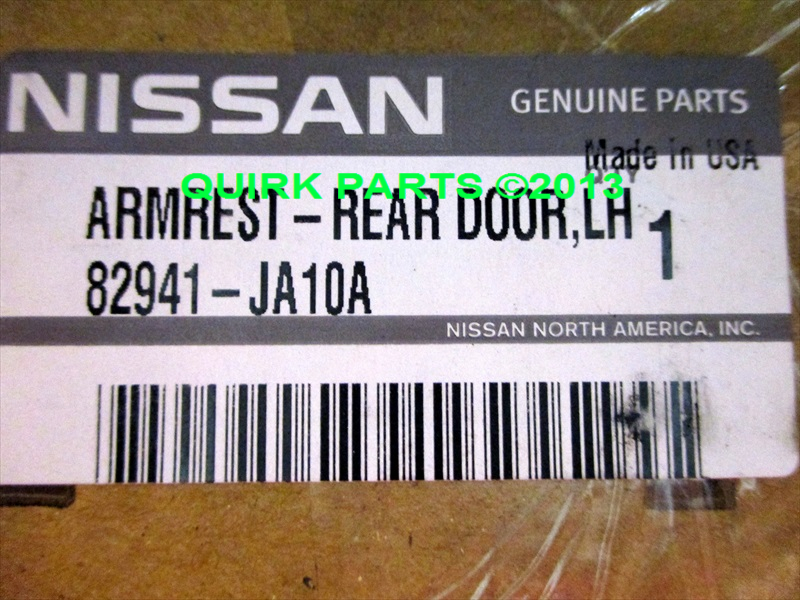 NISSAN GENUINE PARTS
Made in USA
QUIRK PARTS ©2013
ARMREST-REAR DOOR,LH 1
82941-JA10A
NISSAN NORTH AMERICA, INC.